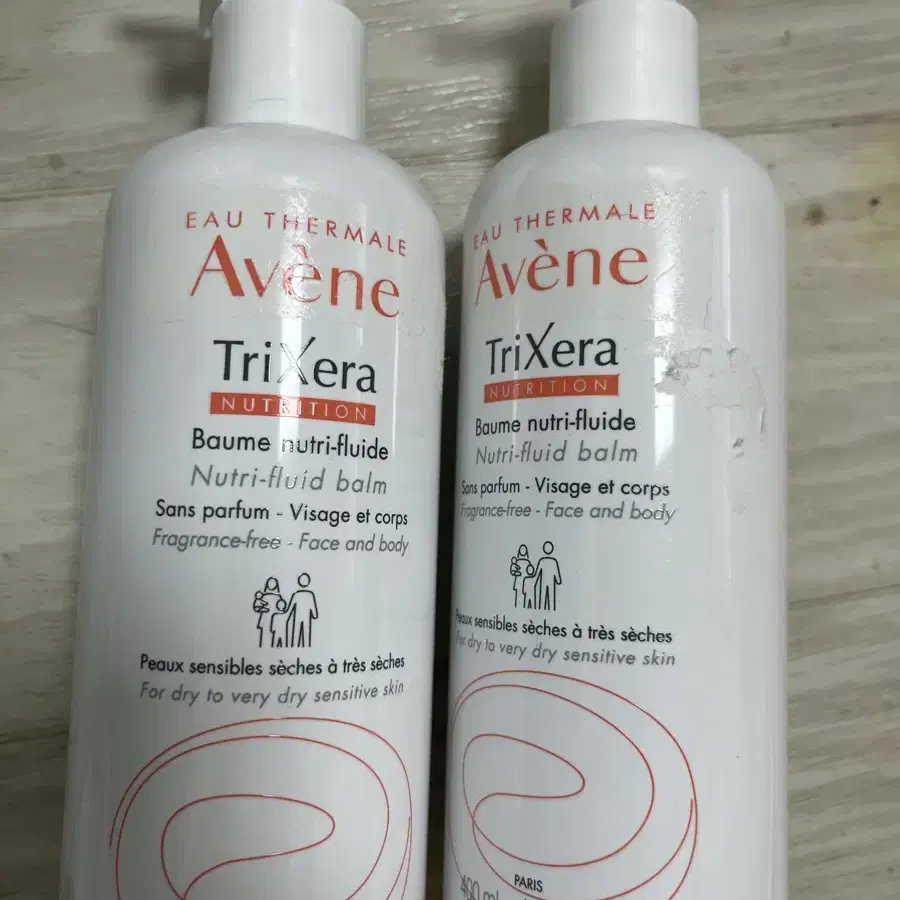 EAU THERMALE
Avène
TriXera
NUTRITION
Baume nutri-fluide
Nutri-fluid balm
Sans parfum - Visage et corps
Fragrance-free - Face and body
Peaux sensibles sèches à très sèches
For dry to very dry sensitive skin
EAU THERMALE
Avène
TriXera
NUTRITION
Baume nutri-fluide
Nutri-fluid balm
Sans parfum - Visage et corps
Fragrance-free - Face and body
Peaux sensibles sèches à très sèches
For dry to very dry sensitive skin
PARIS
400 ml